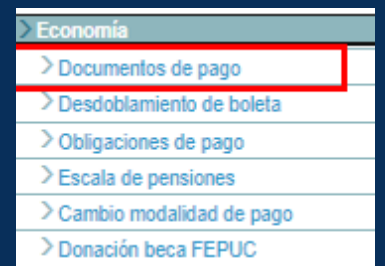 > Economía
> Documentos de pago
> Desdoblamiento de boleta
> Obligaciones de pago
> Escala de pensiones
> Cambio modalidad de pago
> Donación beca FEPUC